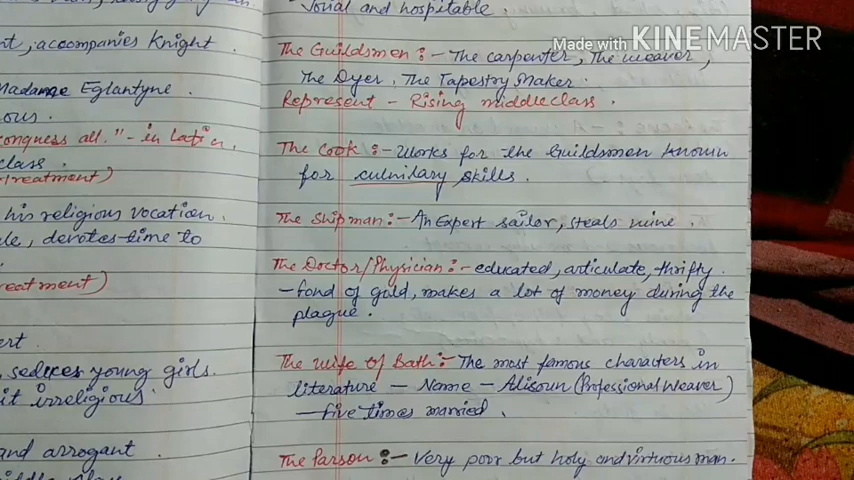 nt, accompanies Knight
Madame Eglantyne.
ous.
conquess all." - in Latin.
class.
treatment)
his religious vocation.
le, devotes time to
eatment)
ert
, seduces young girls.
it irreligious
and arrogant.
Jovial and hospitable.
Made with KINEMASTER
The Guildsmen :- The carpenter, The weaver,
The Dyer, The Tapestry Maker.
Represent - Rising middleclass.
The Cook :- Works for the Guildsmen known
for culnidary skills.
The Shipman :- An Expert sailor, steals wine.
The Doctor/Physician :- educated, articulate, thrifty.
- fond of gold, makes a lot of money during the
plague.
The Wife of Bath :- The most famous characters in
literature - Name - Alisoun (Professional Weaver)
- five times married.
The Parson :- Very poor but holy and virtuous man.